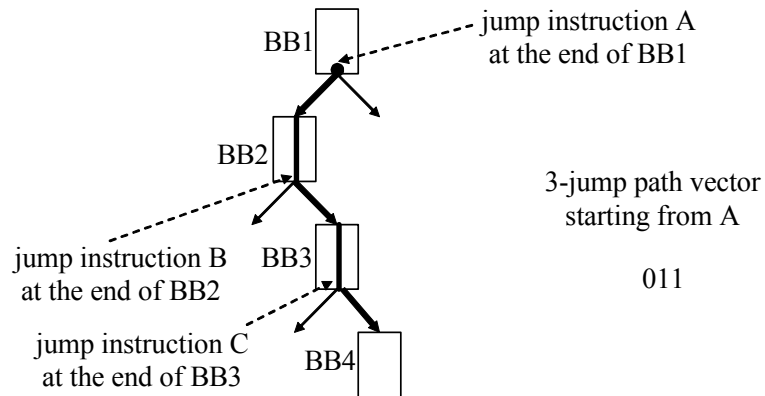 jump instruction A
at the end of BB1
BB1
BB2
3-jump path vector
starting from A
011
jump instruction B
at the end of BB2
BB3
jump instruction C
at the end of BB3
BB4